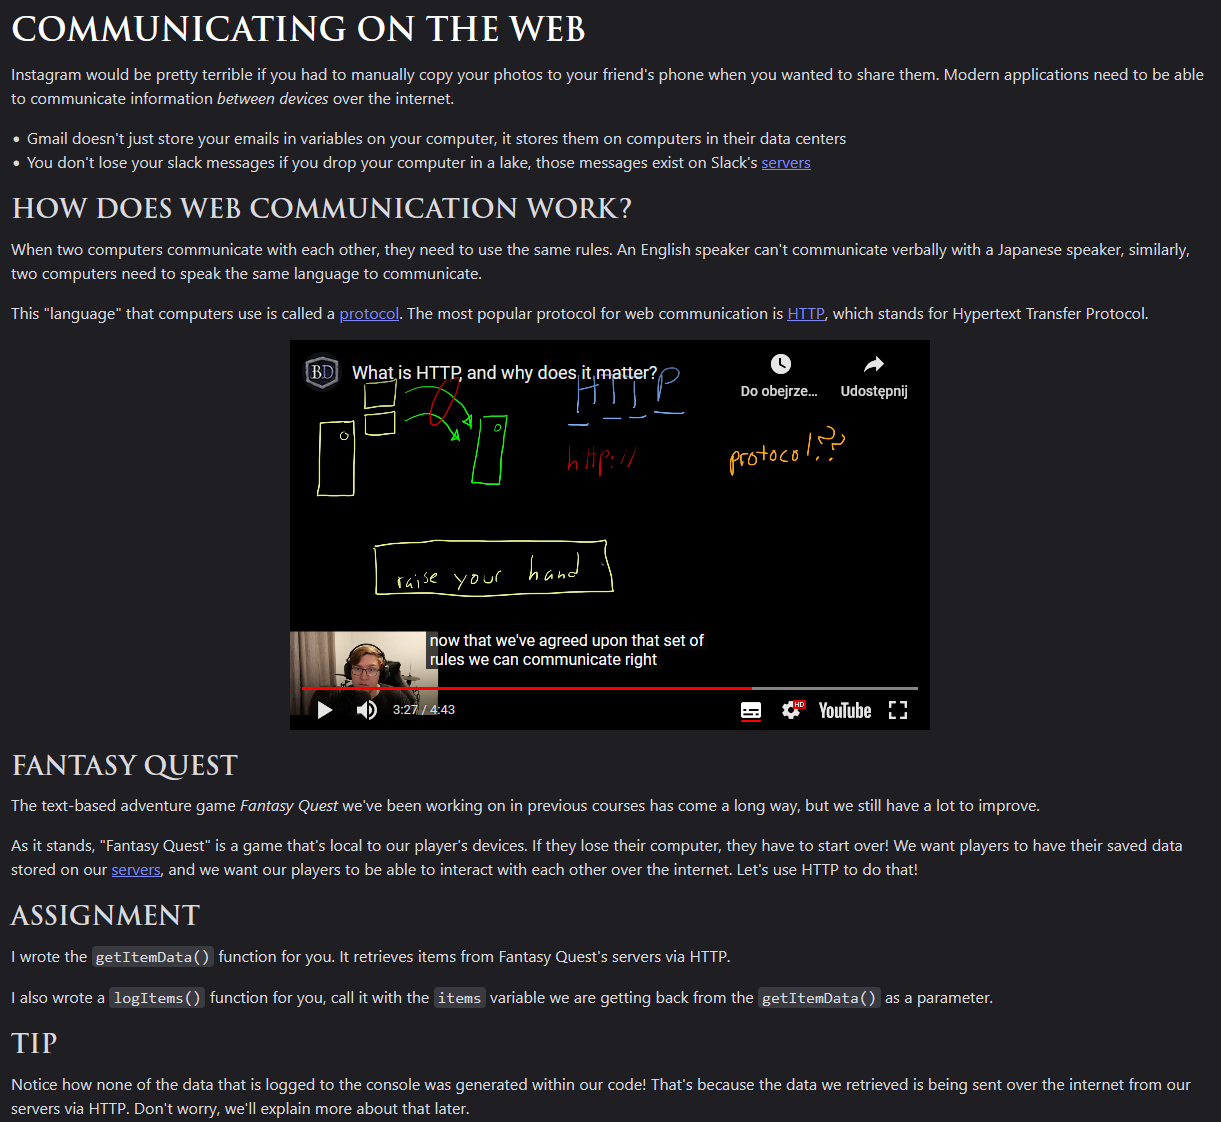 COMMUNICATING ON THE WEB
Instagram would be pretty terrible if you had to manually copy your photos to your friend's phone when you wanted to share them. Modern applications need to be able
to communicate information between devices over the internet.
• Gmail doesn't just store your emails in variables on your computer, it stores them on computers in their data centers
• You don't lose your slack messages if you drop your computer in a lake, those messages exist on Slack's servers
HOW DOES WEB COMMUNICATION WORK?
When two computers communicate with each other, they need to use the same rules. An English speaker can't communicate verbally with a Japanese speaker, similarly,
two computers need to speak the same language to communicate.
This "language" that computers use is called a protocol. The most popular protocol for web communication is HTTP, which stands for Hypertext Transfer Protocol.
BD What is HTTP, and why does it matter?
Do obejrze... Udostępnij
HTTP
http://
protocol??
raise your hand
now that we've agreed upon that set of
rules we can communicate right
3:27 / 4:43
HD
YouTube
FANTASY QUEST
The text-based adventure game Fantasy Quest we've been working on in previous courses has come a long way, but we still have a lot to improve.
As it stands, "Fantasy Quest" is a game that's local to our player's devices. If they lose their computer, they have to start over! We want players to have their saved data
stored on our servers, and we want our players to be able to interact with each other over the internet. Let's use HTTP to do that!
ASSIGNMENT
I wrote the getItemData() function for you. It retrieves items from Fantasy Quest's servers via HTTP.
I also wrote a logItems() function for you, call it with the items variable we are getting back from the getItemData() as a parameter.
TIP
Notice how none of the data that is logged to the console was generated within our code! That's because the data we retrieved is being sent over the internet from our
servers via HTTP. Don't worry, we'll explain more about that later.